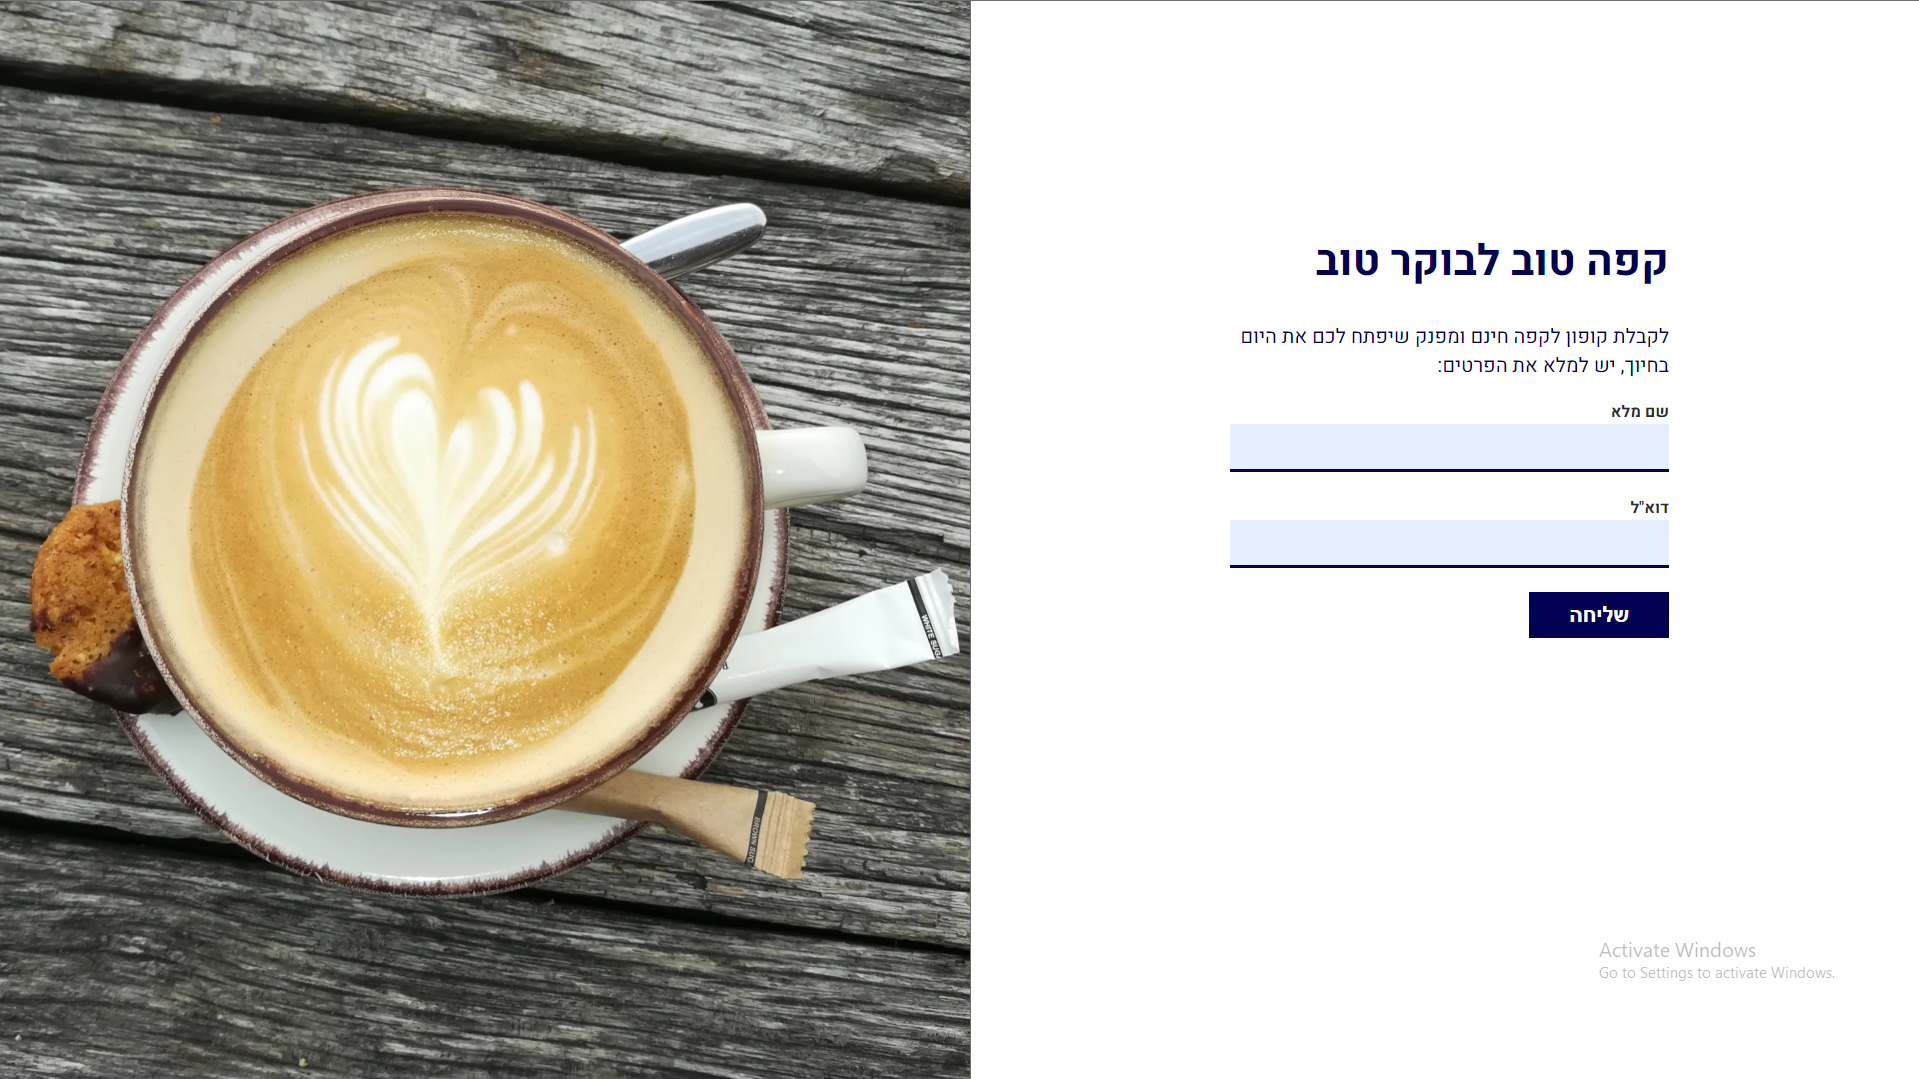 קפה טוב לבוקר טוב
לקבלת קופון לקפה חינם ומפנק שיפתח לכם את היום
בחיוך, יש למלא את הפרטים:
שם מלא
דוא"ל
שליחה
WHITE SUG
BROWN SUG
Activate Windows
Go to Settings to activate Windows.